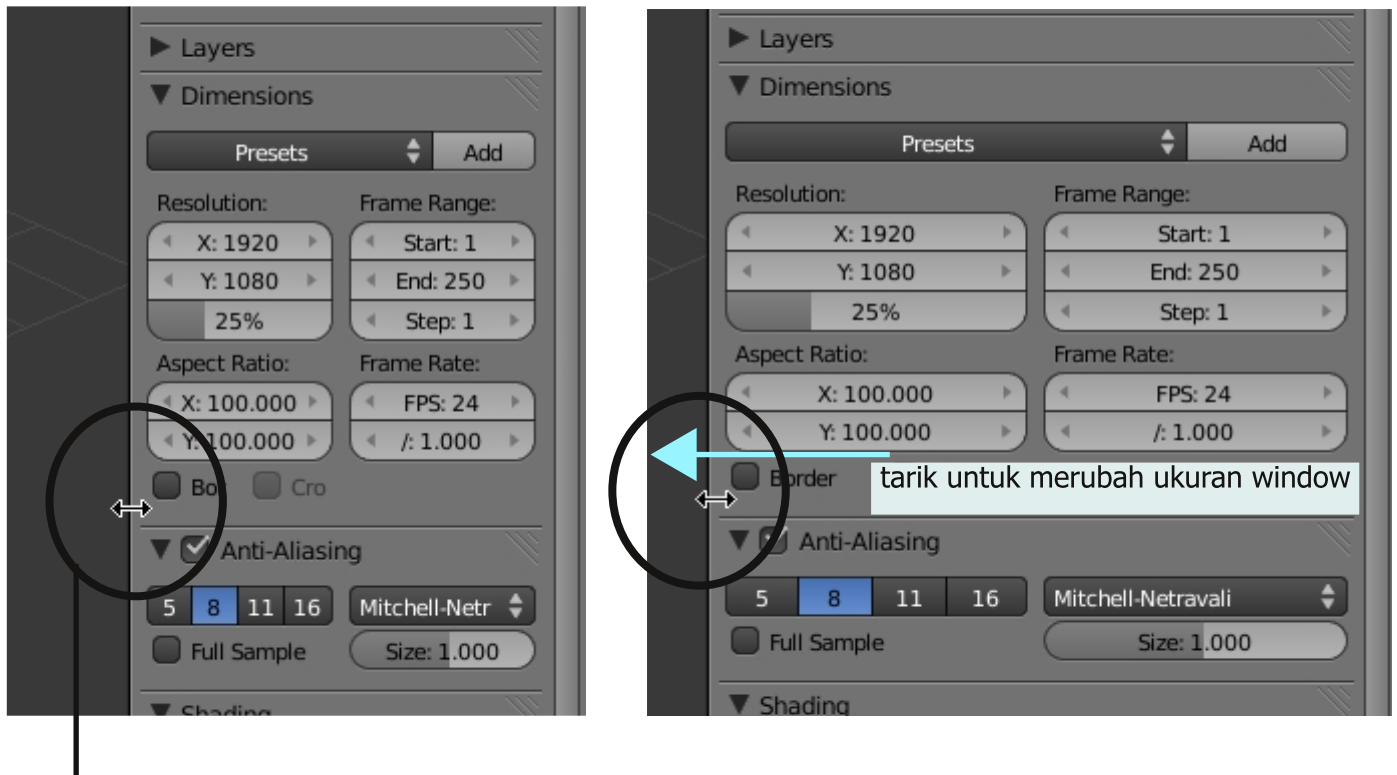 Layers
Dimensions
Presets Add
Resolution: Frame Range:
X: 1920 Start: 1
Y: 1080 End: 250
25% Step: 1
Aspect Ratio: Frame Rate:
X: 100.000 FPS: 24
Y: 100.000 /: 1.000
Bo Cro
Anti-Aliasing
5 8 11 16 Mitchell-Netr
Full Sample Size: 1.000
Shading
Layers
Dimensions
Presets Add
Resolution: Frame Range:
X: 1920 Start: 1
Y: 1080 End: 250
25% Step: 1
Aspect Ratio: Frame Rate:
X: 100.000 FPS: 24
Y: 100.000 /: 1.000
Border tarik untuk merubah ukuran window
Anti-Aliasing
5 8 11 16 Mitchell-Netravali
Full Sample Size: 1.000
Shading